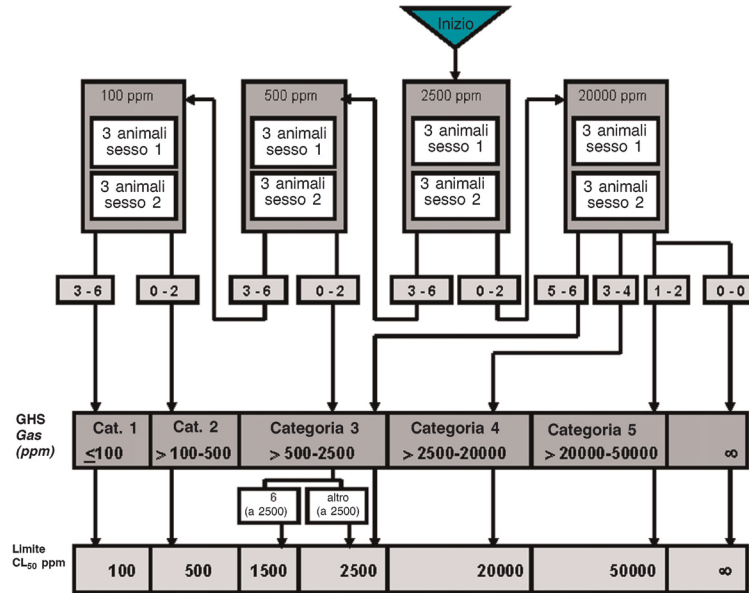 Inizio
100 ppm
500 ppm
2500 ppm
20000 ppm
3 animali
sesso 1
3 animali
sesso 1
3 animali
sesso 1
3 animali
sesso 1
3 animali
sesso 2
3 animali
sesso 2
3 animali
sesso 2
3 animali
sesso 2
3 - 6
0 - 2
3 - 6
0 - 2
3 - 6
0 - 2
5 - 6
3 - 4
1 - 2
0 - 0
GHS
Gas
(ppm)
Cat. 1
≤100
Cat. 2
> 100-500
Categoria 3
> 500-2500
Categoria 4
> 2500-20000
Categoria 5
> 20000-50000
∞
6
(a 2500)
altro
(a 2500)
Limite
CL50 ppm
100
500
1500
2500
20000
50000
∞